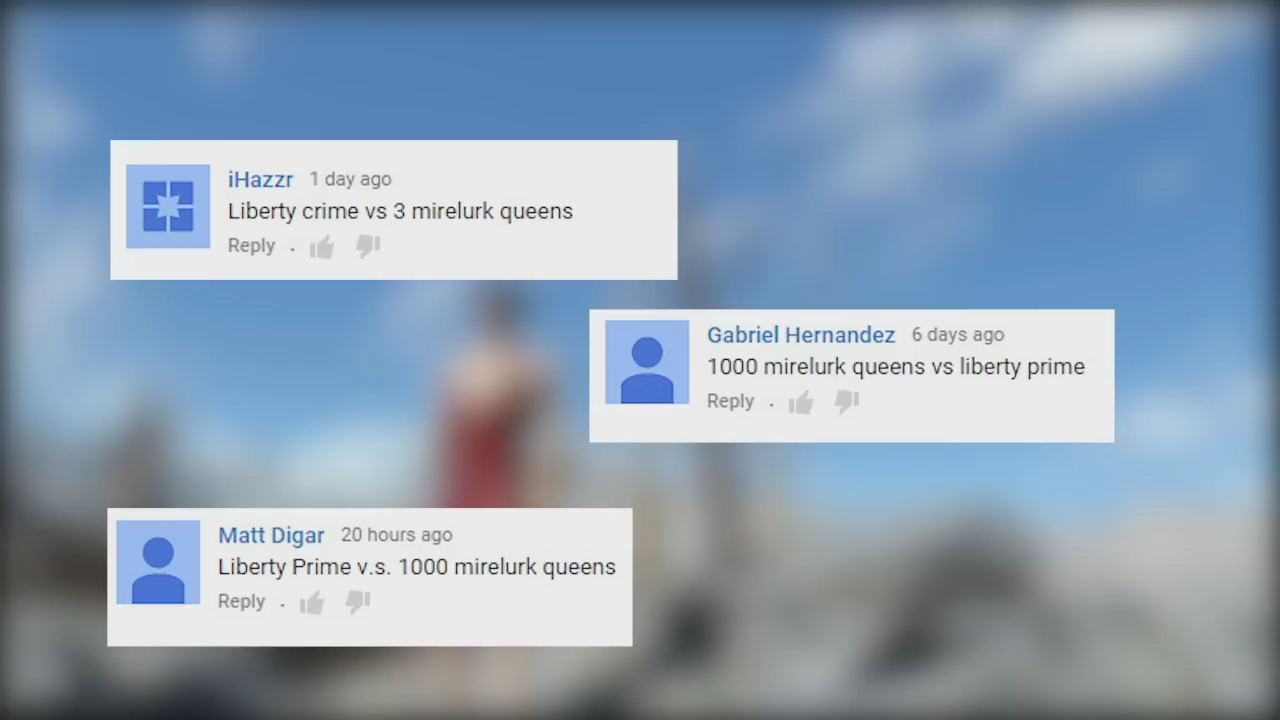 iHazzr 1 day ago
Liberty crime vs 3 mirelurk queens
Reply .
Gabriel Hernandez 6 days ago
1000 mirelurk queens vs liberty prime
Reply .
Matt Digar 20 hours ago
Liberty Prime v.s. 1000 mirelurk queens
Reply .